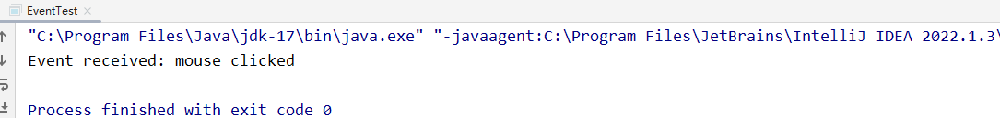 EventTest
"C:\Program Files\Java\jdk-17\bin\java.exe" "-javaagent:C:\Program Files\JetBrains\IntelliJ IDEA 2022.1.3\
Event received: mouse clicked
Process finished with exit code 0